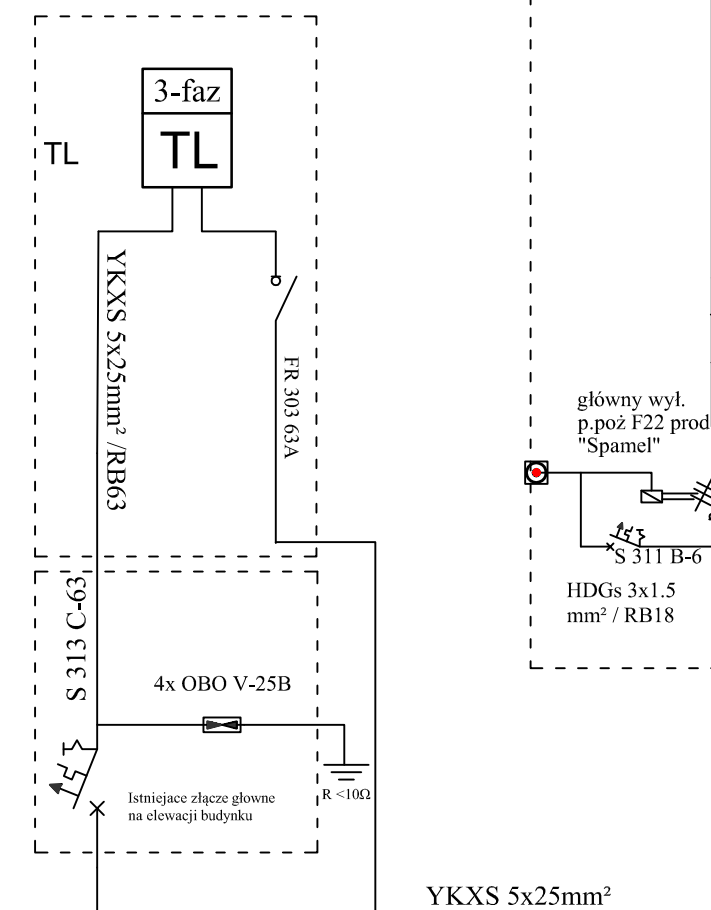 3-faz
TL
TL
YKXS 5x25mm² /RB63
FR 303 63A
główny wył.
p.poż F22 prod
"Spamel"
S 311 B-6
HDGs 3x1.5
mm² / RB18
S 313 C-63
4x OBO V-25B
R <10Ω
Istniejace złącze głowne
na elewacji budynku
YKXS 5x25mm²